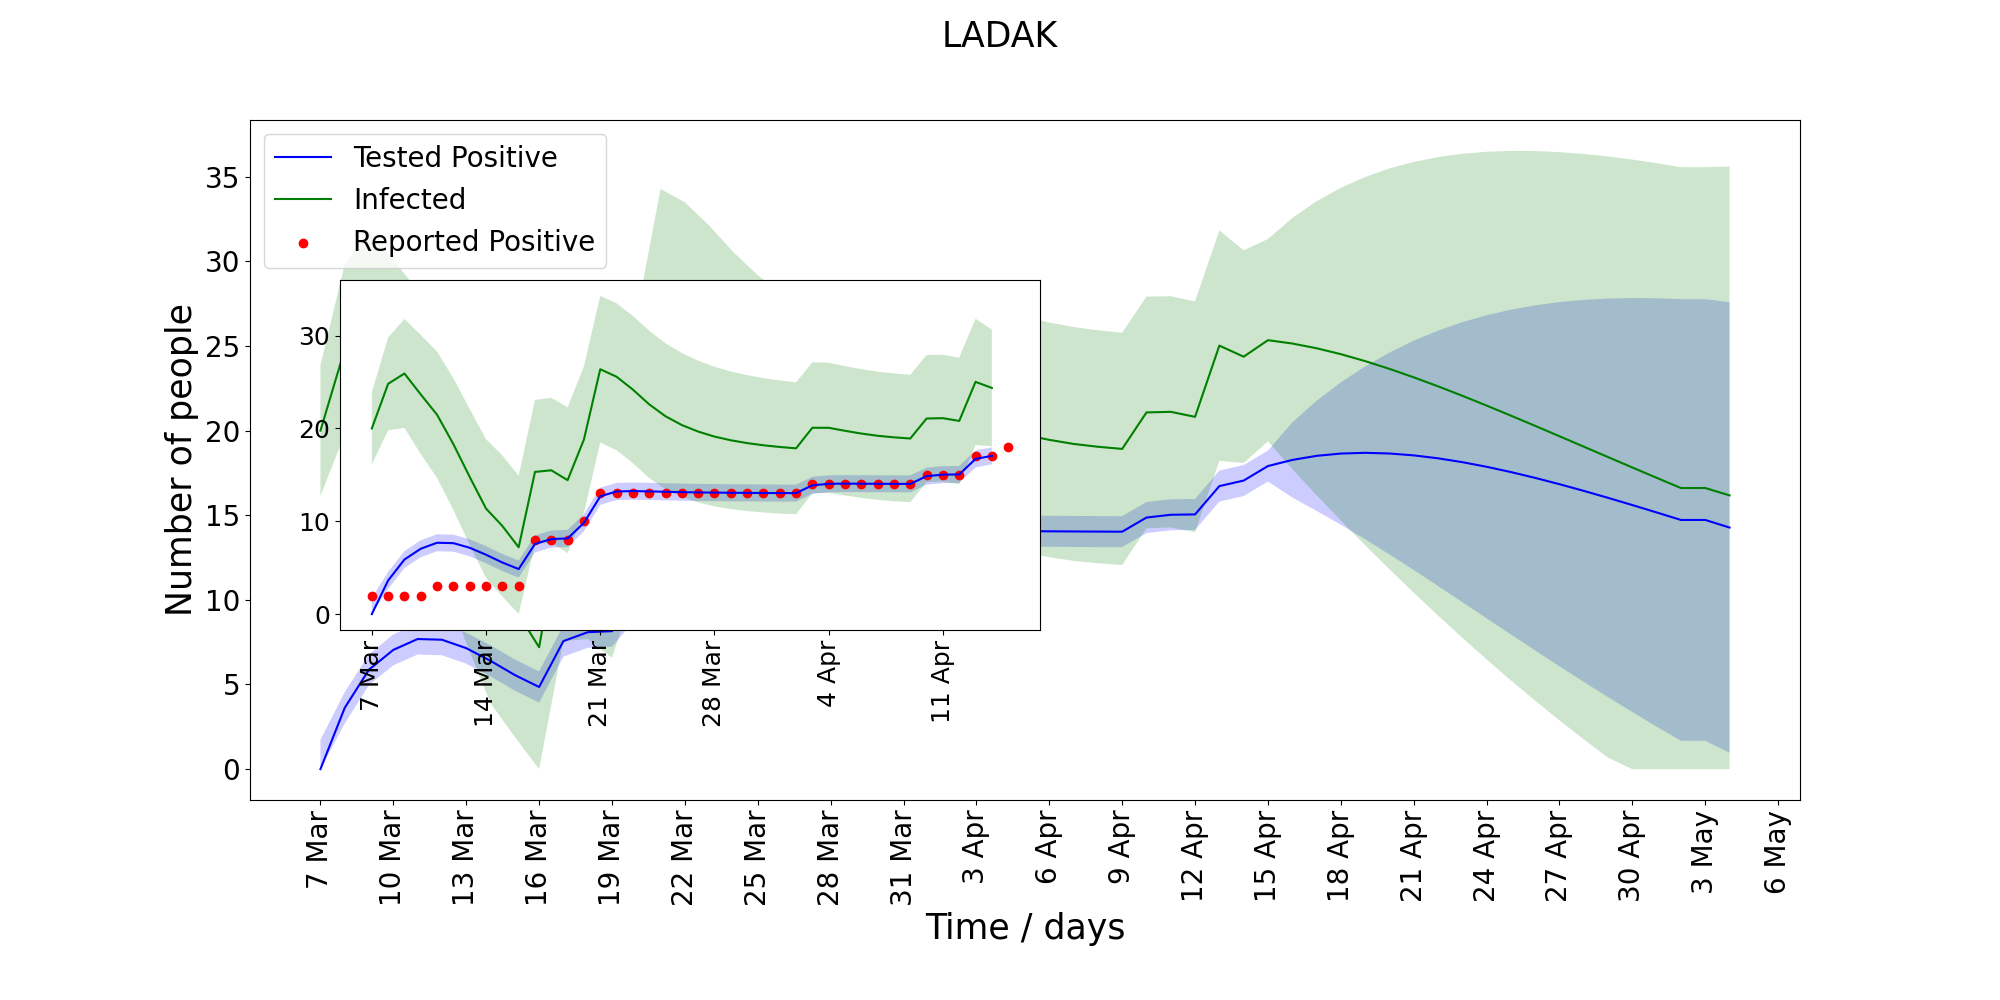 LADAK
Tested Positive
Infected
Reported Positive
Number of people
35
30
25
20
15
10
5
0
30
20
10
0
7 Mar
14 Mar
21 Mar
28 Mar
4 Apr
11 Apr
7 Mar
10 Mar
13 Mar
16 Mar
19 Mar
22 Mar
25 Mar
28 Mar
31 Mar
3 Apr
6 Apr
9 Apr
12 Apr
15 Apr
18 Apr
21 Apr
24 Apr
27 Apr
30 Apr
3 May
6 May
Time / days